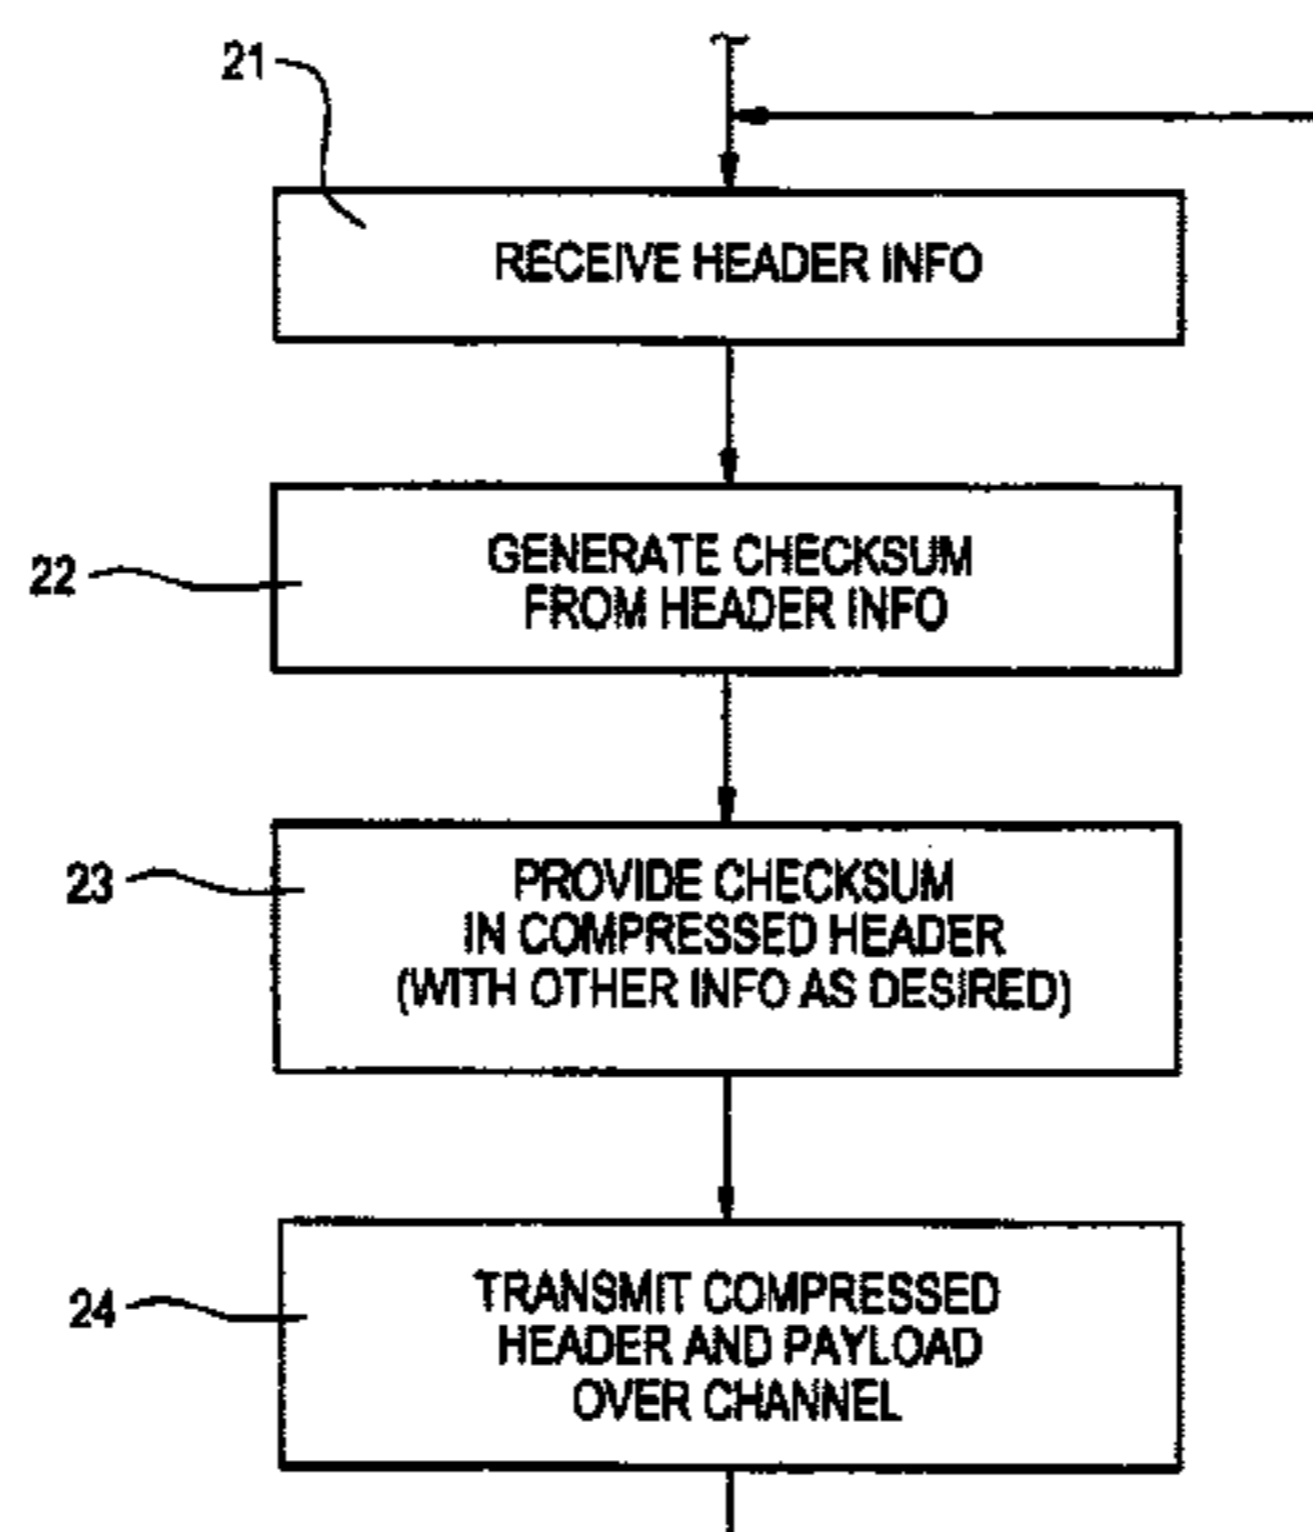 21
RECEIVE HEADER INFO
22
GENERATE CHECKSUM
FROM HEADER INFO
23
PROVIDE CHECKSUM
IN COMPRESSED HEADER
(WITH OTHER INFO AS DESIRED)
24
TRANSMIT COMPRESSED
HEADER AND PAYLOAD
OVER CHANNEL